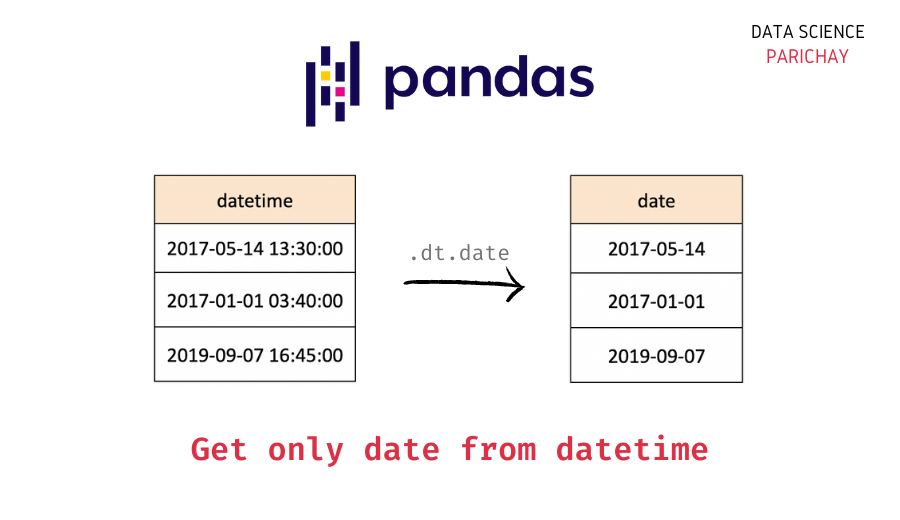 DATA SCIENCE
PARICHAY
pandas
datetime
2017-05-14 13:30:00
2017-01-01 03:40:00
2019-09-07 16:45:00
.dt.date
date
2017-05-14
2017-01-01
2019-09-07
Get only date from datetime